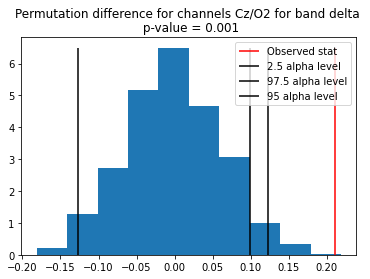 Permutation difference for channels Cz/O2 for band delta
p-value = 0.001
Observed stat
2.5 alpha level
97.5 alpha level
95 alpha level
6
5
4
3
2
1
0
−0.20 −0.15 −0.10 −0.05 0.00 0.05 0.10 0.15 0.20